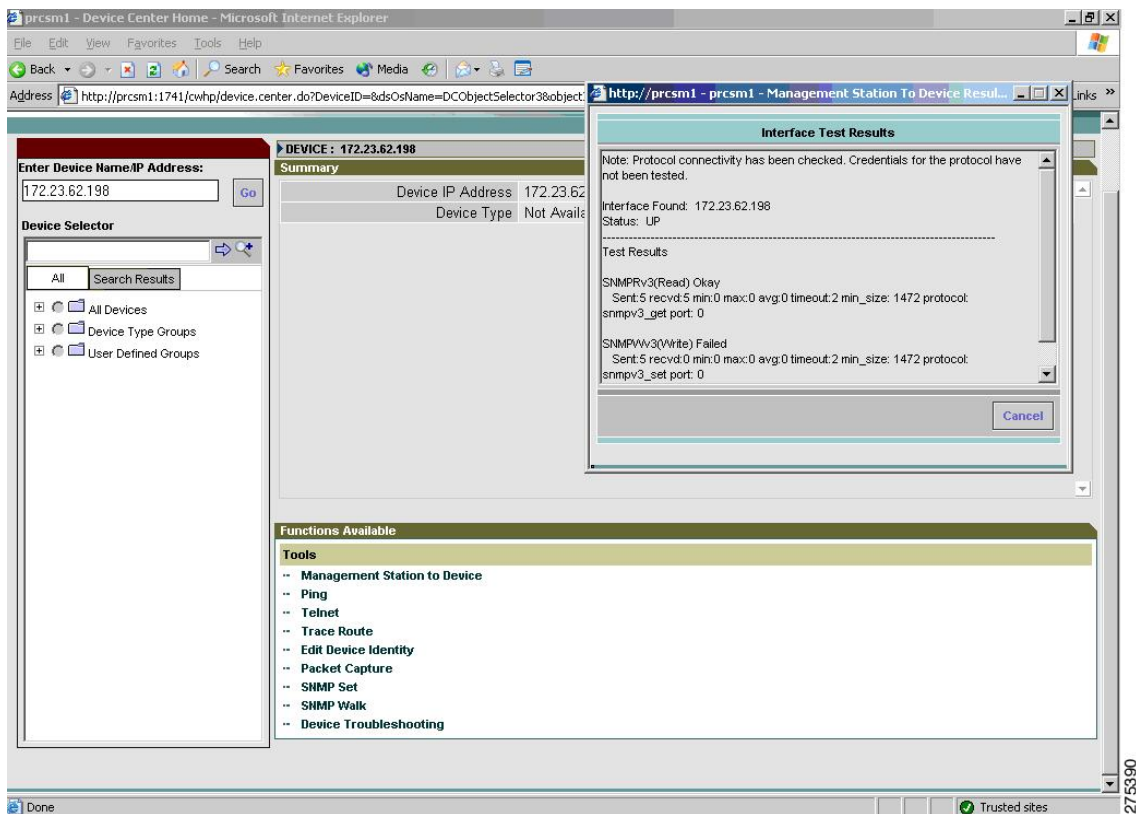 prcsm1 - Device Center Home - Microsoft Internet Explorer
File Edit View Favorites Tools Help
Back Search Favorites Media
Address http://prcsm1:1741/cwhp/device.center.do?DeviceID=&dsOsName=DCObjectSelector3&object Links »
Enter Device Name/IP Address:
172.23.62.198
Go
Device Selector
All
Search Results
All Devices
Device Type Groups
User Defined Groups
DEVICE : 172.23.62.198
Summary
Device IP Address 172.23.62
Device Type Not Availa
http://prcsm1 - prcsm1 - Management Station To Device Resul...
Interface Test Results
Note: Protocol connectivity has been checked. Credentials for the protocol have
not been tested.
Interface Found: 172.23.62.198
Status: UP
Test Results
SNMPRv3(Read) Okay
Sent:5 recvd:5 min:0 max:0 avg:0 timeout:2 min_size: 1472 protocol:
snmpv3_get port: 0
SNMPWv3(Write) Failed
Sent:5 recvd:0 min:0 max:0 avg:0 timeout:2 min_size: 1472 protocol:
snmpv3_set port: 0
Cancel
Functions Available
Tools
Management Station to Device
Ping
Telnet
Trace Route
Edit Device Identity
Packet Capture
SNMP Set
SNMP Walk
Device Troubleshooting
Done
Trusted sites
275390